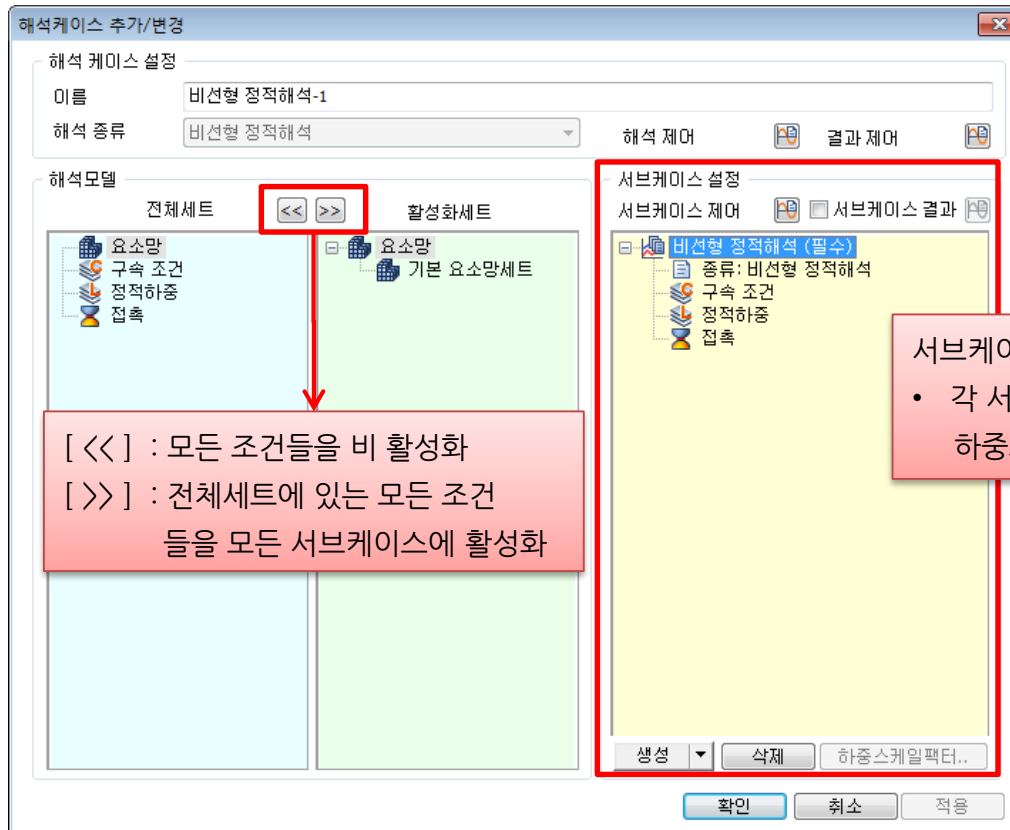 해석케이스 추가/변경
해석 케이스 설정
이름 비선형 정적해석-1
해석 종류 비선형 정적해석 해석 제어 결과 제어
해석모델
전체세트 << >> 활성화세트
요소망
구속 조건
정적하중
접촉
요소망
기본 요소망세트
[ << ] : 모든 조건들을 비 활성화
[ >> ] : 전체세트에 있는 모든 조건
들을 모든 서브케이스에 활성화
서브케이스 설정
서브케이스 제어 서브케이스 결과
비선형 정적해석 (필수)
종류: 비선형 정적해석
구속 조건
정적하중
접촉
서브케이
• 각 서
하중
생성 삭제 하중스케일팩터..
확인 취소 적용